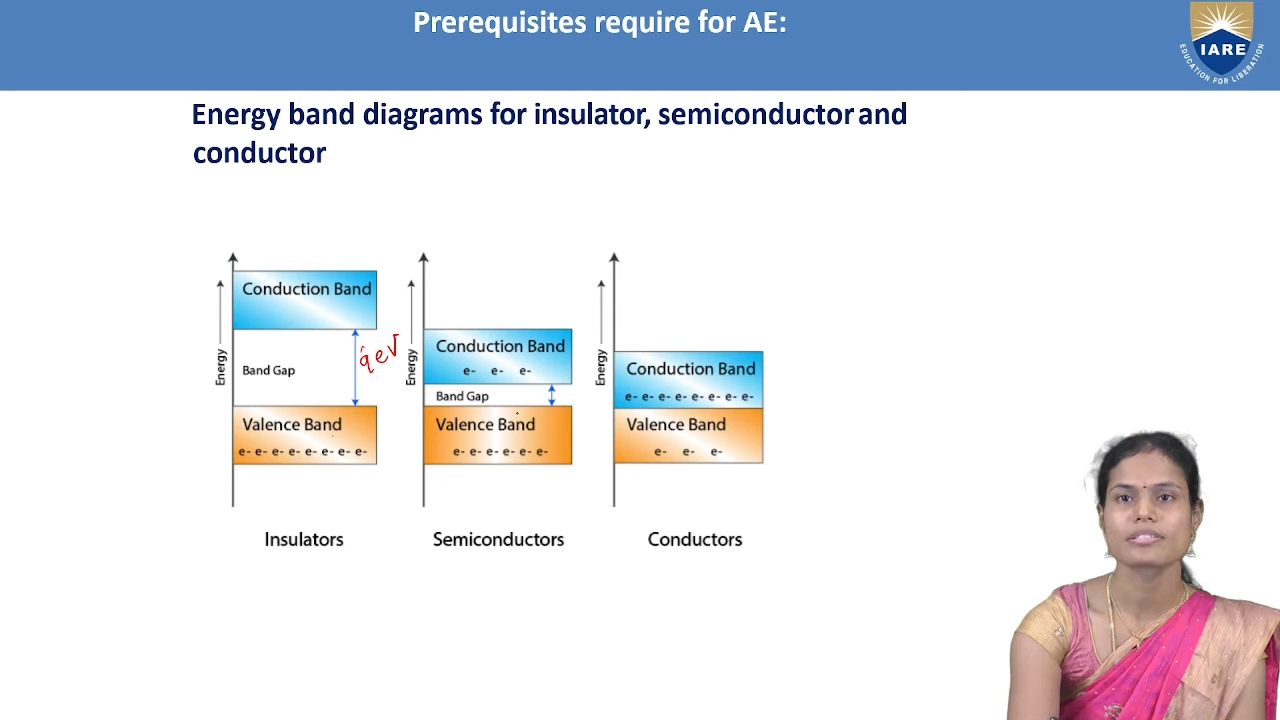 Prerequisites require for AE:
IARE
EDUCATION FOR LIBERATION
Energy band diagrams for insulator, semiconductor and
conductor
Energy
Conduction Band
Band Gap
9eV
Valence Band
e- e- e- e- e- e- e- e-
Insulators
Energy
Conduction Band
e- e- e-
Band Gap
Valence Band
e- e- e- e- e- e-
Semiconductors
Energy
Conduction Band
e- e- e- e- e- e- e- e-
Valence Band
e- e- e-
Conductors